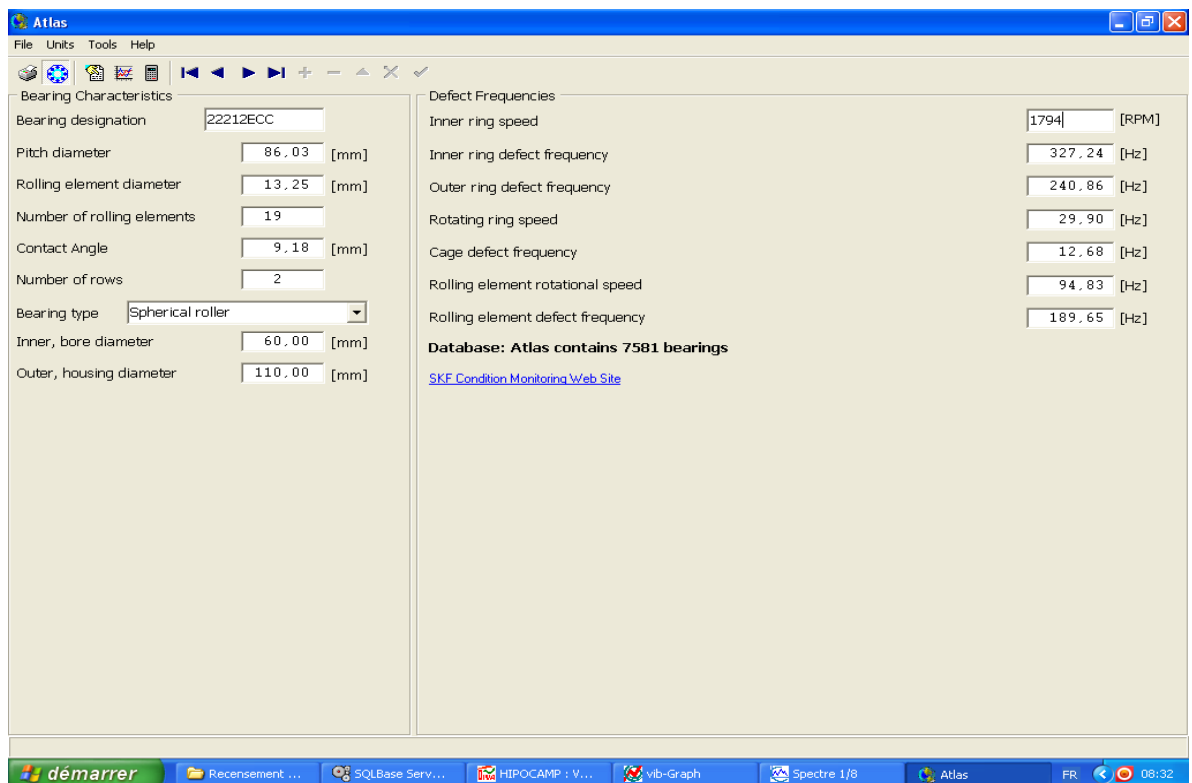 Atlas
File Units Tools Help
Bearing Characteristics
Bearing designation 22212ECC
Pitch diameter 86,03 [mm]
Rolling element diameter 13,25 [mm]
Number of rolling elements 19
Contact Angle 9,18 [mm]
Number of rows 2
Bearing type Spherical roller
Inner, bore diameter 60,00 [mm]
Outer, housing diameter 110,00 [mm]
Defect Frequencies
Inner ring speed 1794 [RPM]
Inner ring defect frequency 327,24 [Hz]
Outer ring defect frequency 240,86 [Hz]
Rotating ring speed 29,90 [Hz]
Cage defect frequency 12,68 [Hz]
Rolling element rotational speed 94,83 [Hz]
Rolling element defect frequency 189,65 [Hz]
Database: Atlas contains 7581 bearings
SKF Condition Monitoring Web Site
démarrer Recensement ... SQLBase Serv... HIPOCAMP : V... vib-Graph Spectre 1/8 Atlas FR 08:32